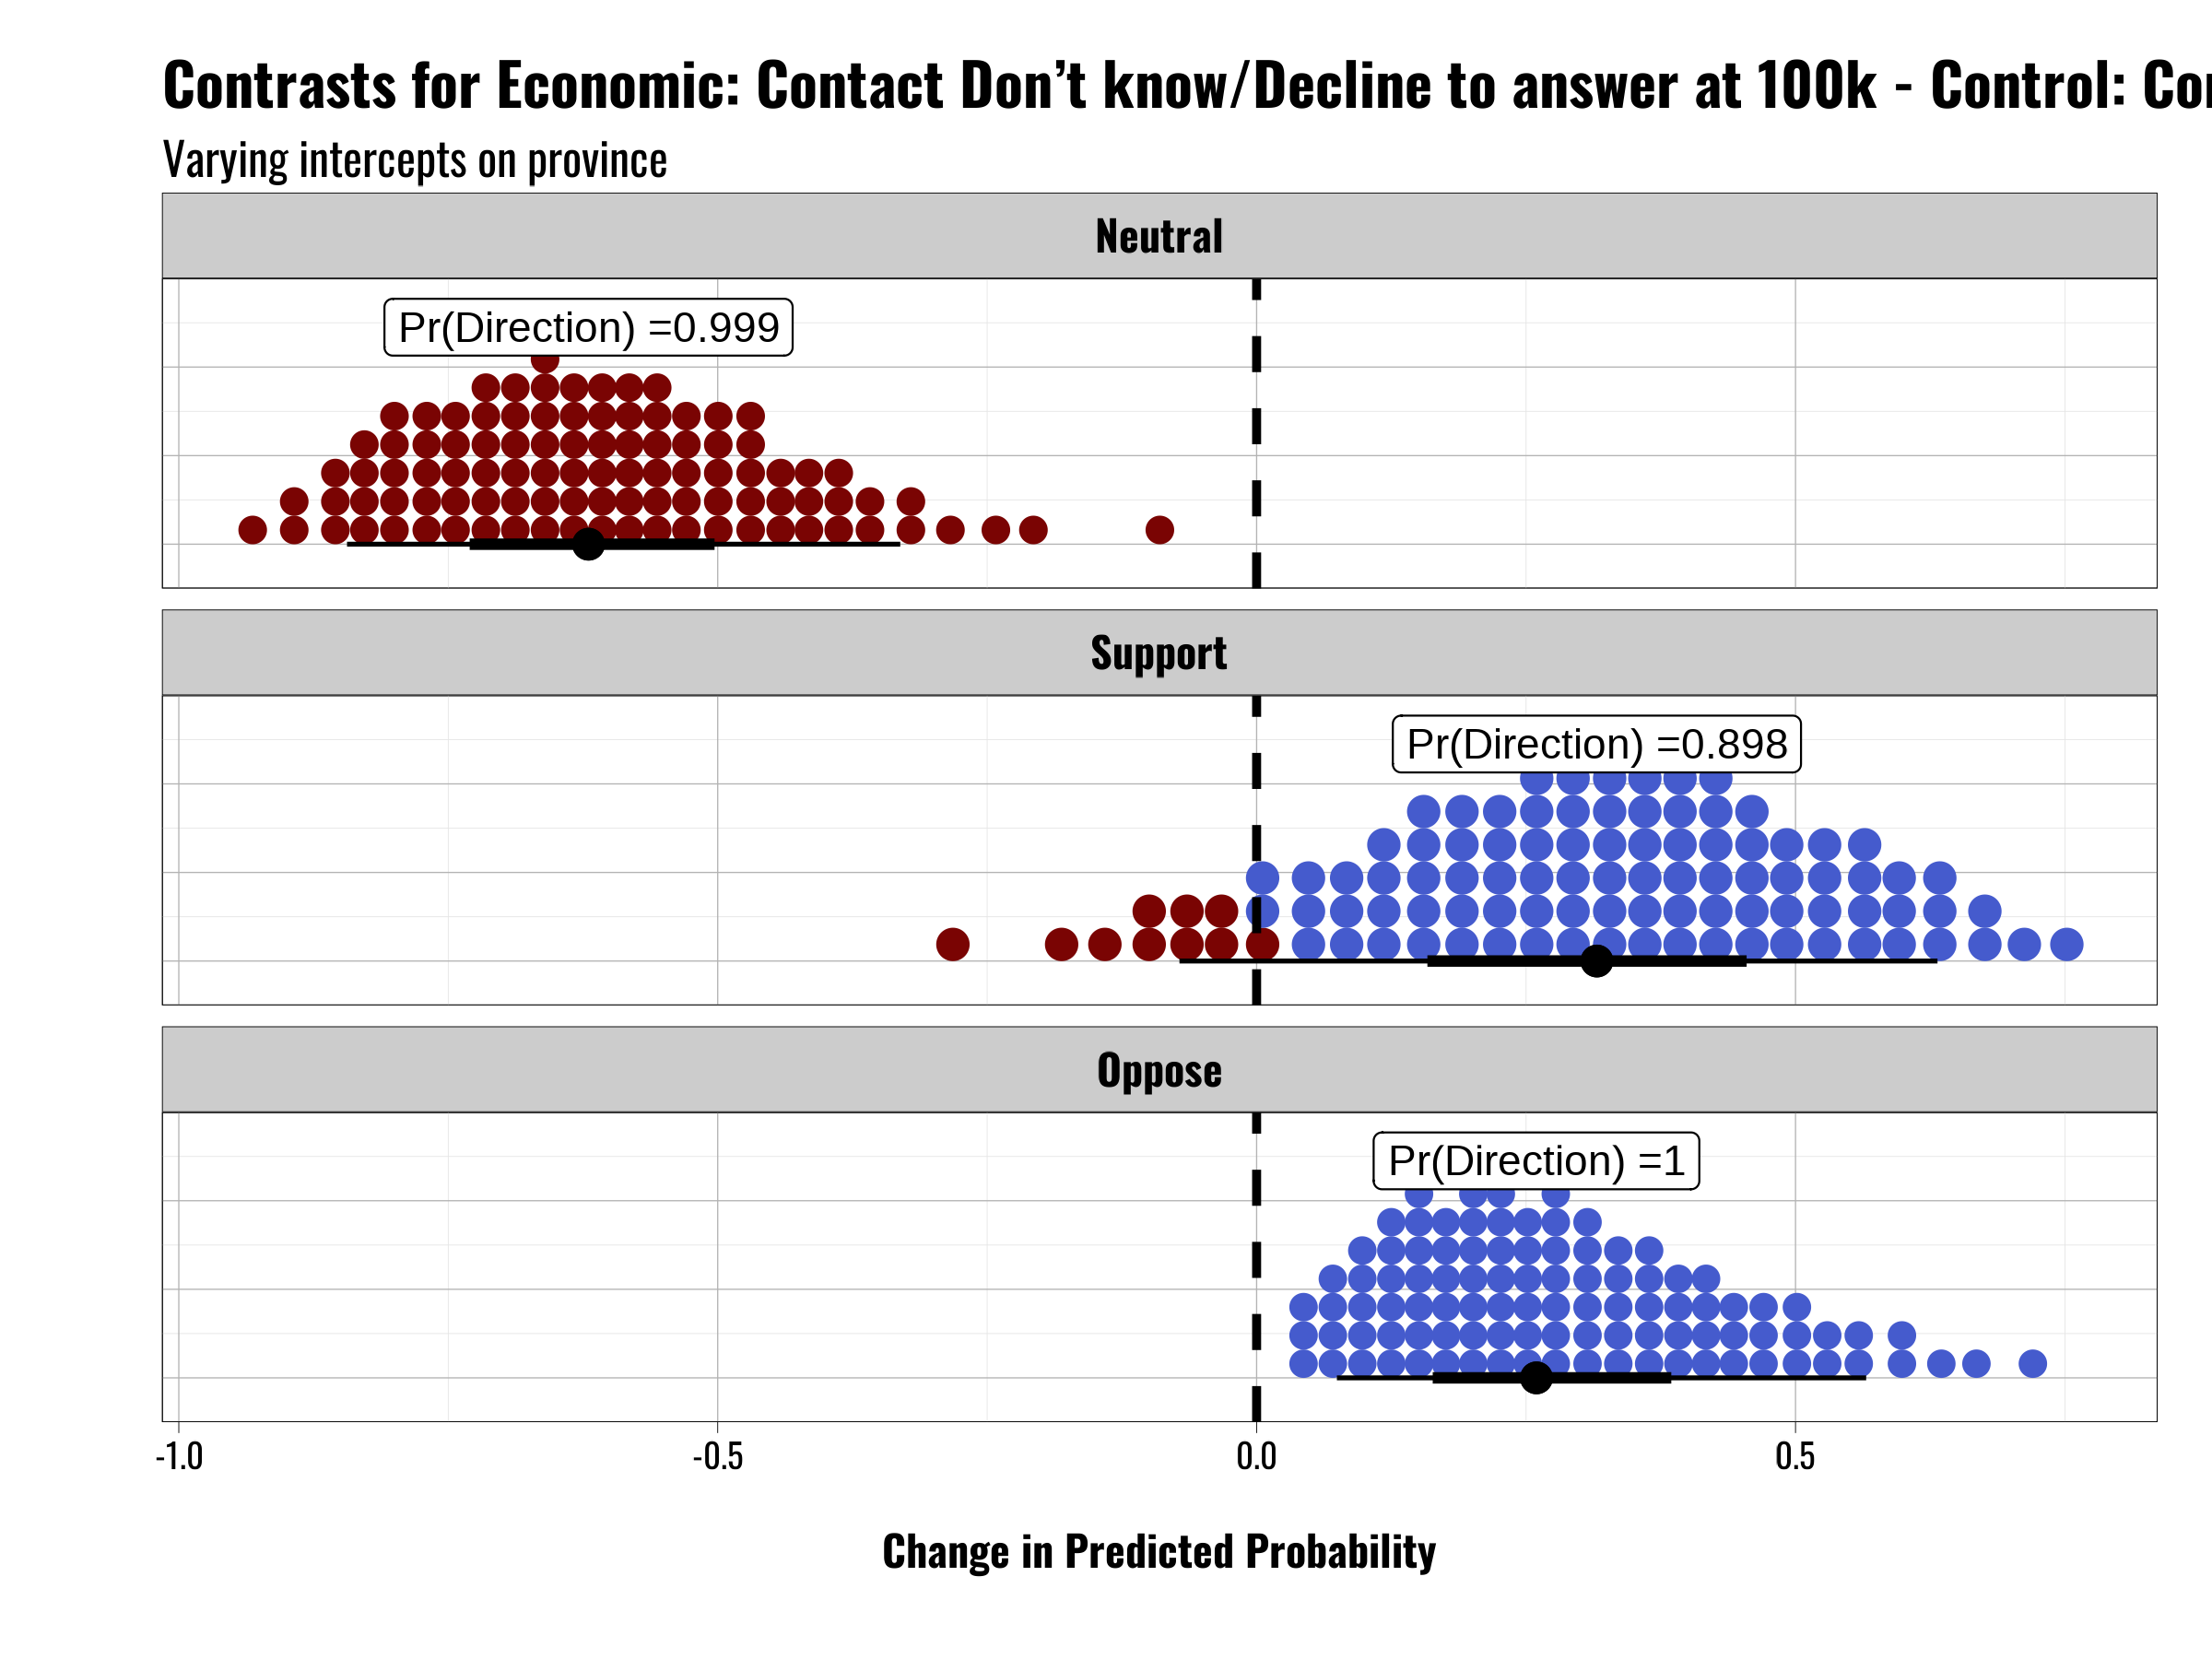 Contrasts for Economic: Contact Don’t know/Decline to answer at 100k - Control:
Varying intercepts on province
Neutral
Pr(Direction) =0.999
Support
Pr(Direction) =0.898
Oppose
Pr(Direction) =1
-1.0 -0.5 0.0 0.5
Change in Predicted Probability